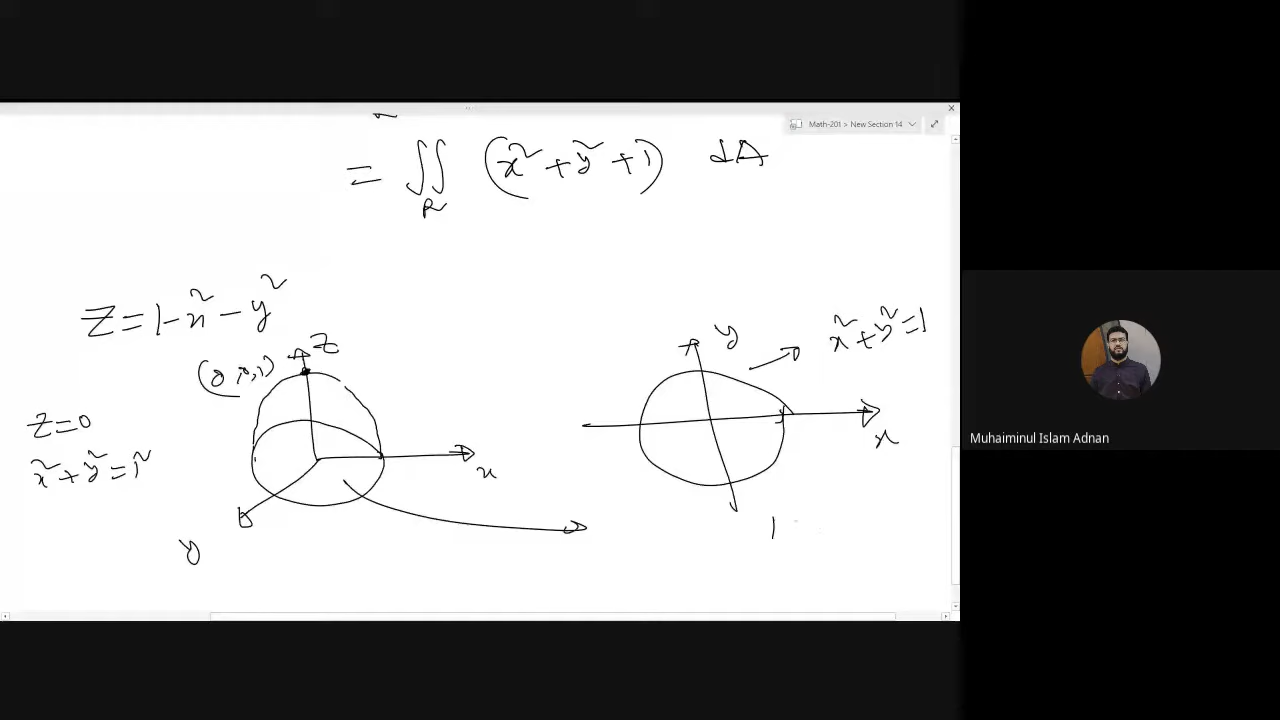 Math-201 > New Section 14
= ∬ (x² + y² + 1) dA
R
Z = 1 - x² - y²
Z
(0,0,1)
Z = 0
x² + y² = 1²
x
y
y
x² + y² = 1
x
1
Muhaiminul Islam Adnan